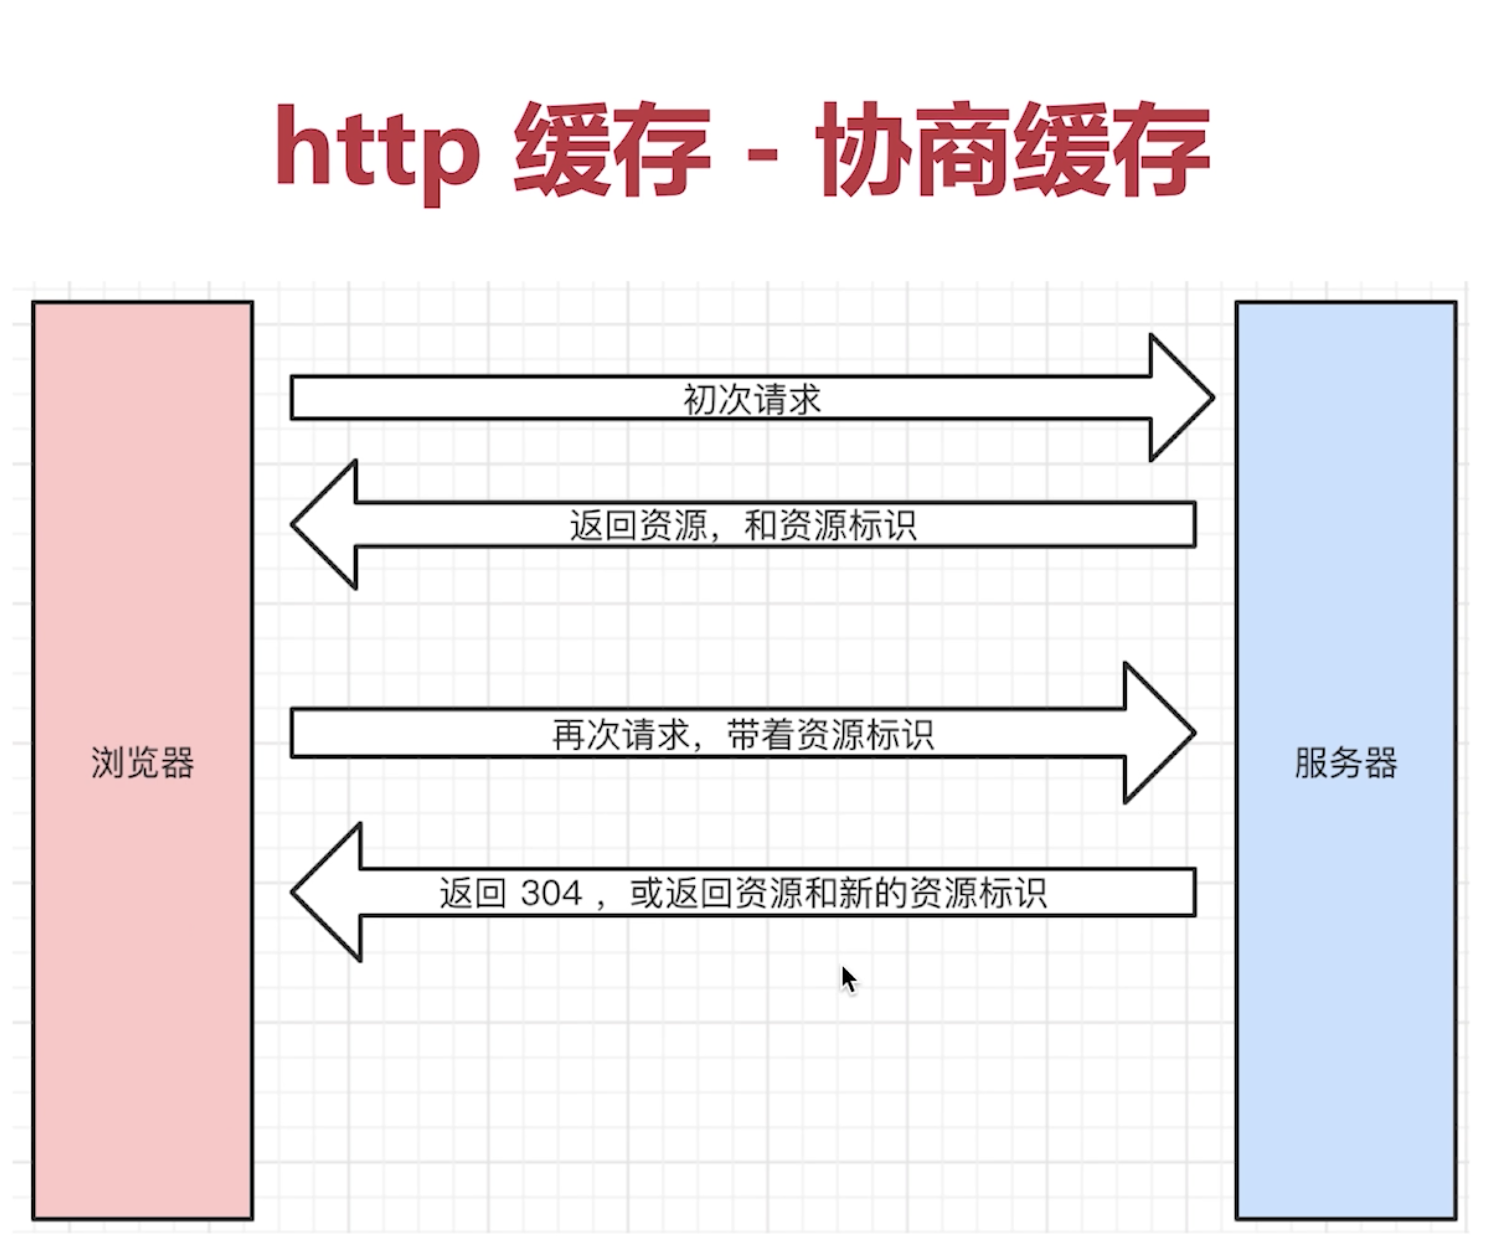 http 缓存 - 协商缓存
初次请求
返回资源，和资源标识
再次请求，带着资源标识
浏览器
服务器
返回 304 ，或返回资源和新的资源标识